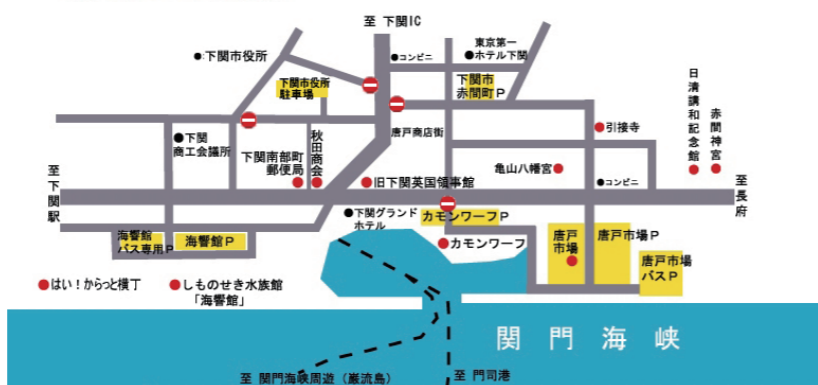 至 下関IC
●:下関市役所
●コンビニ
東京第一
●ホテル下関
下関市役所
駐車場
下関市
赤間町 P
日清講和記念館
赤間神宮
●下関
商工会議所
秋田商会
唐戸商店街
●引接寺
下関南部町
郵便局
亀山八幡宮●
至下関駅
●旧下関英国領事館
●コンビニ
至長府
●下関グランド
ホテル
カモンワーフ P
海響館
バス専用P
海響館 P
●カモンワーフ
唐戸
市場
唐戸市場 P
唐戸市場
バス P
●はい!からっと横丁
●しものせき水族館
「海響館」
関門海峡
至 関門海峡周遊(巌流島)
至 門司港